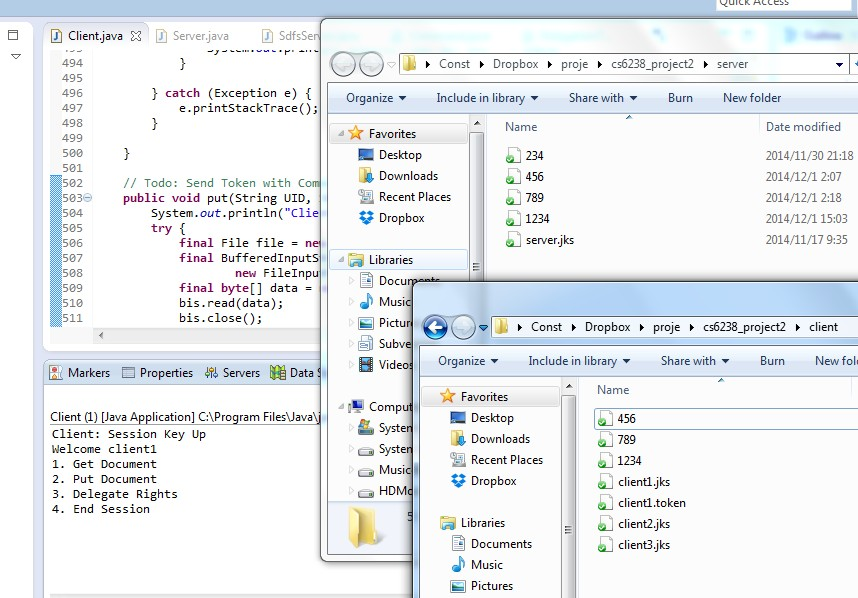 Quick Access
Client.java
Server.java
SdfsServ
System.out.print
494 }
495
496 } catch (Exception e) {
497 e.printStackTrace();
498 }
499
500 }
501
502 // Todo: Send Token with Com
503 public void put(String UID,
504 System.out.println("Clie
505 try {
506 final File file = new
507 final BufferedInputSt
508 new FileInpu
509 final byte[] data =
510 bis.read(data);
511 bis.close();
Markers
Properties
Servers
Data S
Client (1) [Java Application] C:\Program Files\Java\j
Client: Session Key Up
Welcome client1
1. Get Document
2. Put Document
3. Delegate Rights
4. End Session
Const Dropbox proje cs6238_project2 server
Organize Include in library Share with Burn New folder
Favorites
Desktop
Downloads
Recent Places
Dropbox
Libraries
Documents
Music
Pictur
Subve
Videos
Comput
System
System
Music
HDMo
Name Date modified
234 2014/11/30 21:18
456 2014/12/1 2:07
789 2014/12/1 2:18
1234 2014/12/1 15:03
server.jks 2014/11/17 9:35
Const Dropbox proje cs6238_project2 client
Organize Include in library Share with Burn New fol
Favorites
Desktop
Downloads
Recent Places
Dropbox
Libraries
Documents
Music
Pictures
Name
456
789
1234
client1.jks
client1.token
client2.jks
client3.jks